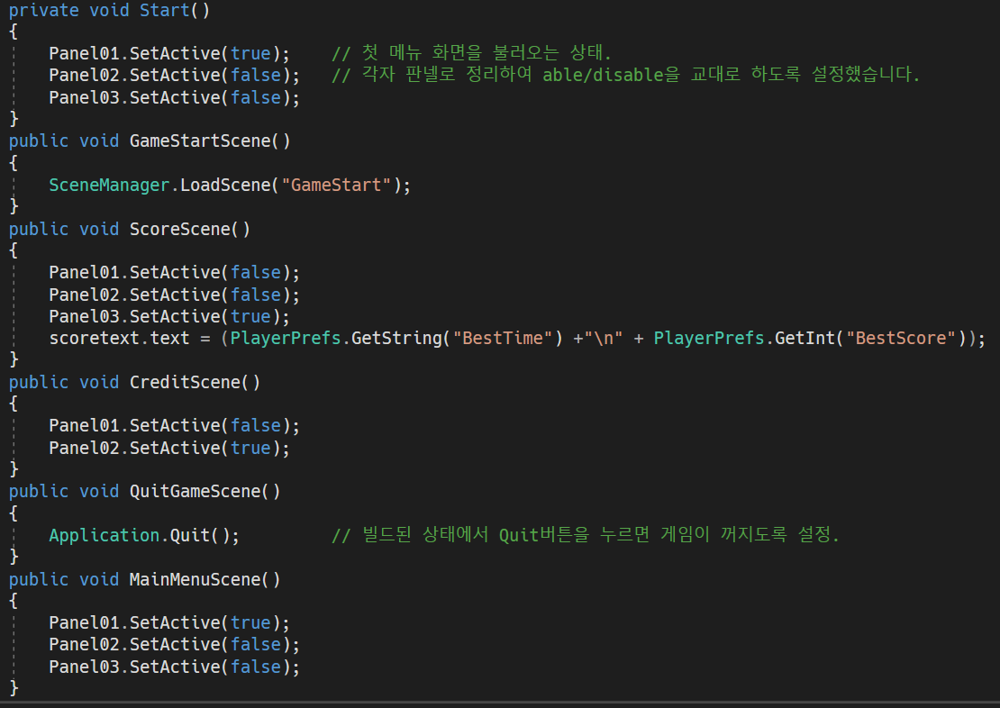 private void Start()
{
    Panel01.SetActive(true);    // 첫 메뉴 화면을 불러오는 상태.
    Panel02.SetActive(false);   // 각자 판넬로 정리하여 able/disable을 교대로 하도록 설정했습니다.
    Panel03.SetActive(false);
}
public void GameStartScene()
{
    SceneManager.LoadScene("GameStart");
}
public void ScoreScene()
{
    Panel01.SetActive(false);
    Panel02.SetActive(false);
    Panel03.SetActive(true);
    scoretext.text = (PlayerPrefs.GetString("BestTime") +"\n" + PlayerPrefs.GetInt("BestScore"));
}
public void CreditScene()
{
    Panel01.SetActive(false);
    Panel02.SetActive(true);
}
public void QuitGameScene()
{
    Application.Quit();         // 빌드된 상태에서 Quit버튼을 누르면 게임이 꺼지도록 설정.
}
public void MainMenuScene()
{
    Panel01.SetActive(true);
    Panel02.SetActive(false);
    Panel03.SetActive(false);
}